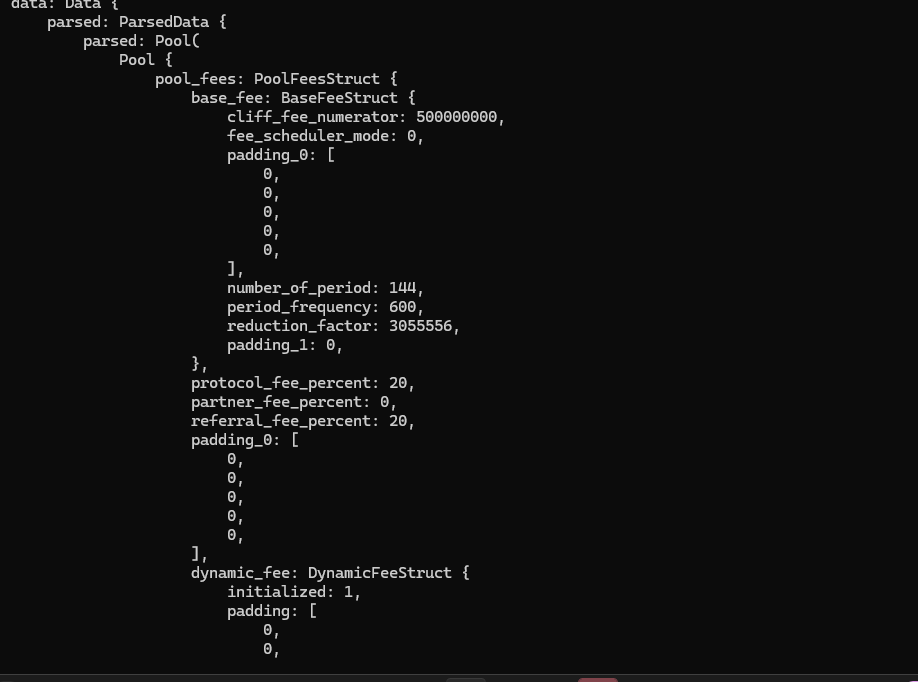 data: Data {
parsed: ParsedData {
parsed: Pool(
Pool {
pool_fees: PoolFeesStruct {
base_fee: BaseFeeStruct {
cliff_fee_numerator: 500000000,
fee_scheduler_mode: 0,
padding_0: [
0,
0,
0,
0,
0,
],
number_of_period: 144,
period_frequency: 600,
reduction_factor: 3055556,
padding_1: 0,
},
protocol_fee_percent: 20,
partner_fee_percent: 0,
referral_fee_percent: 20,
padding_0: [
0,
0,
0,
0,
0,
],
dynamic_fee: DynamicFeeStruct {
initialized: 1,
padding: [
0,
0,